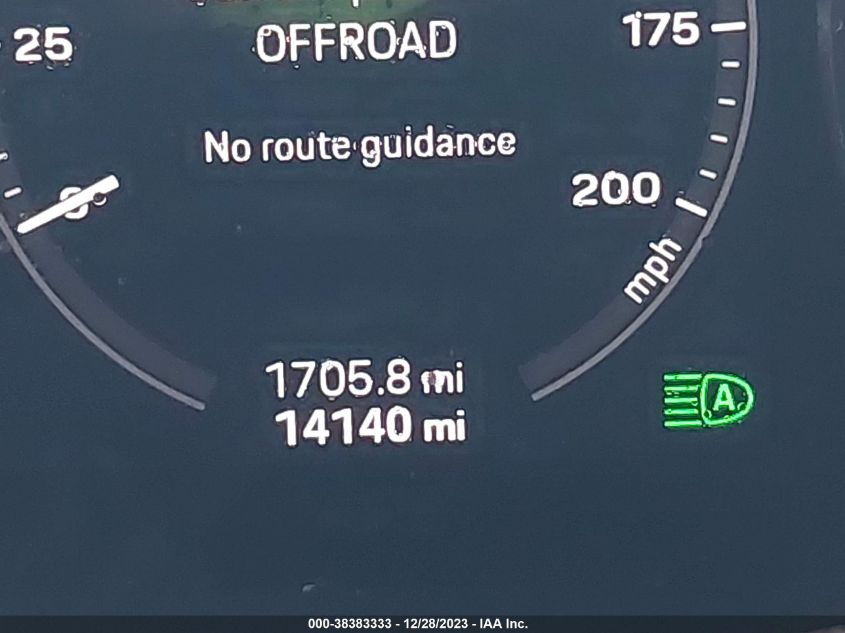 OFFROAD
25
175
No route guidance
0
200
mph
1705.8 mi
14140 mi
A
000-38383333 - 12/28/2023 - IAA Inc.